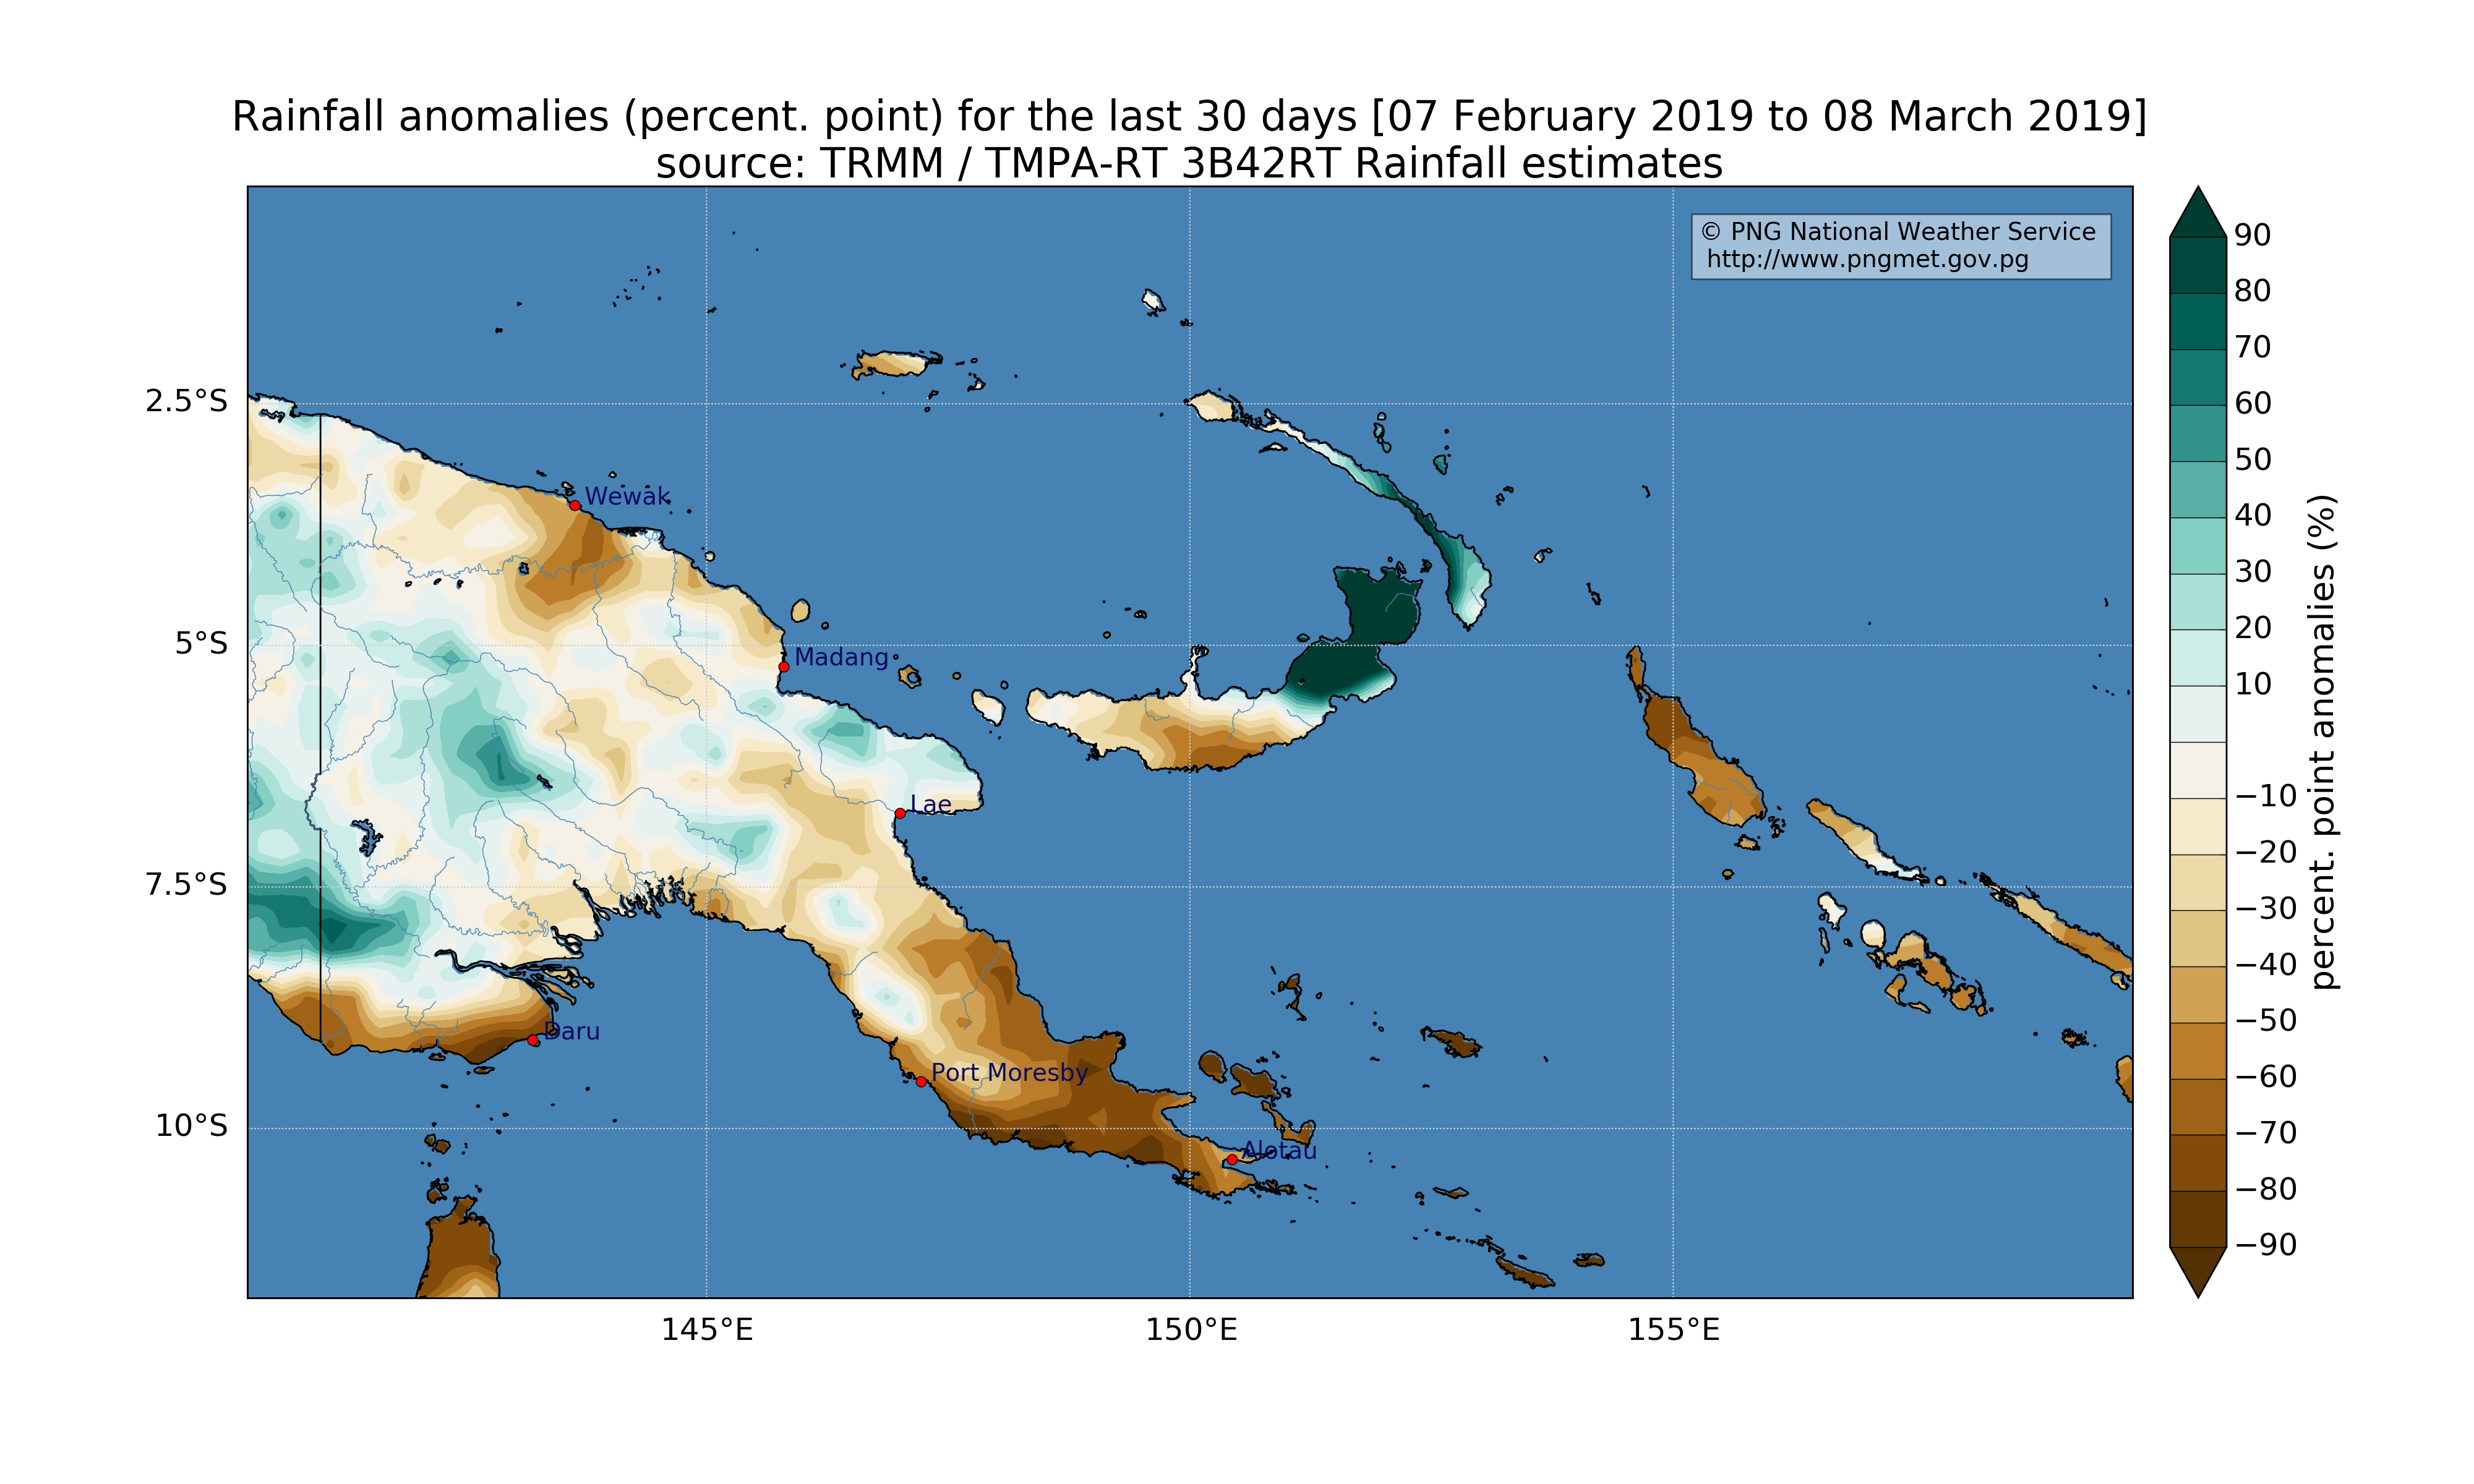 Rainfall anomalies (percent. point) for the last 30 days [07 February 2019 to 08 March 2019]
source: TRMM / TMPA-RT 3B42RT Rainfall estimates
© PNG National Weather Service
http://www.pngmet.gov.pg
2.5°S
5°S
7.5°S
10°S
Wewak
Madang
Lae
Daru
Port Moresby
Alotau
145°E
150°E
155°E
90
80
70
60
50
40
30
20
10
−10
−20
−30
−40
−50
−60
−70
−80
−90
percent. point anomalies (%)